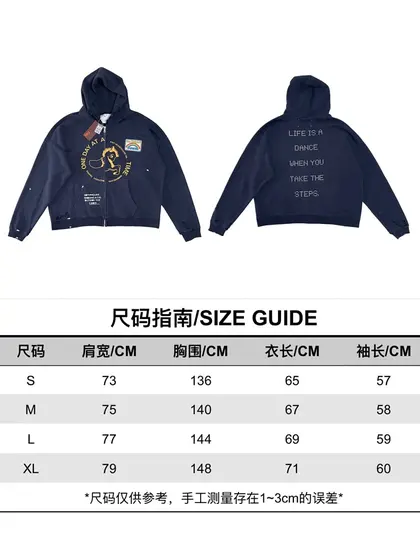 ONE DAY AT A TIME
LIFE IS A
DANCE
WHEN YOU
TAKE THE
STEPS.
尺码指南/SIZE GUIDE
尺码 肩宽/CM 胸围/CM 衣长/CM 袖长/CM
S 73 136 65 57
M 75 140 67 58
L 77 144 69 59
XL 79 148 71 60
*尺码仅供参考，手工测量存在1~3cm的误差*